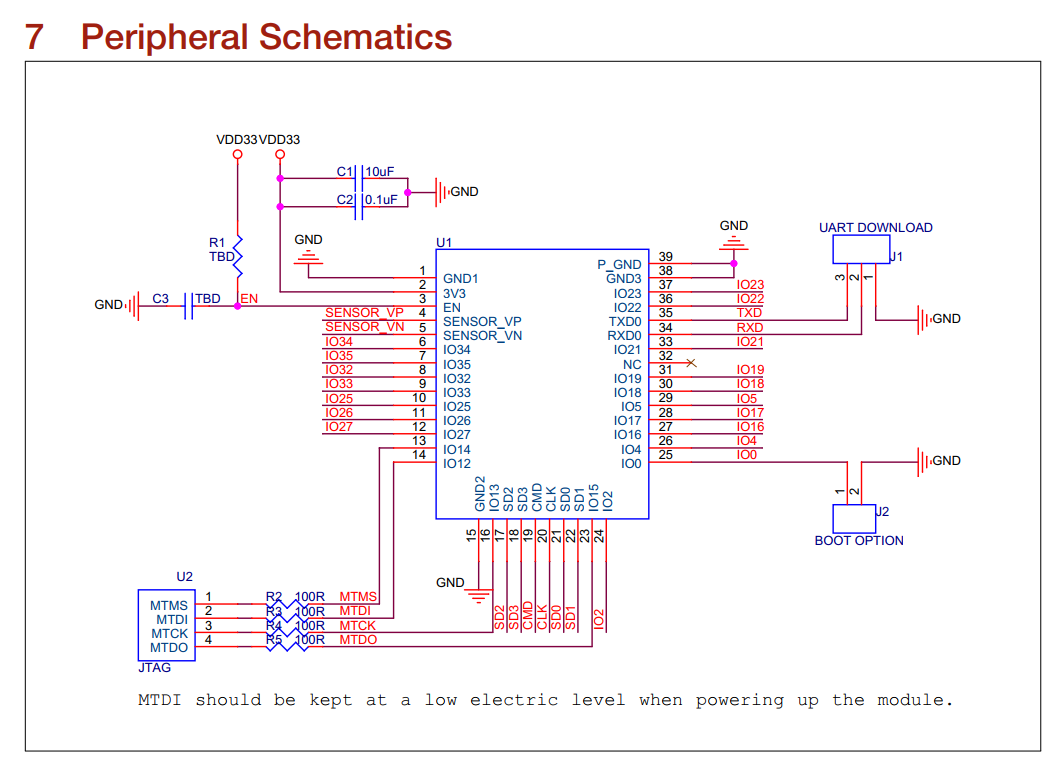 7 Peripheral Schematics
VDD33 VDD33
C1 10uF
C2 0.1uF
GND
R1
TBD
GND
GND
C3 TBD EN
U1
1 GND1
2 3V3
3 EN
SENSOR_VP 4 SENSOR_VP
SENSOR_VN 5 SENSOR_VN
IO34 6 IO34
IO35 7 IO35
IO32 8 IO32
IO33 9 IO33
IO25 10 IO25
IO26 11 IO26
IO27 12 IO27
13 IO14
14 IO12
GND
P_GND 39
GND3 38
IO23 37 IO23
IO22 36 IO22
TXD0 35 TXD
RXD0 34 RXD
IO21 33 IO21
NC 32
IO19 31 IO19
IO18 30 IO18
IO5 29 IO5
IO17 28 IO17
IO16 27 IO16
IO4 26 IO4
IO0 25 IO0
UART DOWNLOAD
J1
3 2 1
GND
GND
1 2
J2
BOOT OPTION
GND2 IO13 SD2 SD3 CMD CLK SD0 SD1 IO15 IO2
15 16 17 18 19 20 21 22 23 24
GND
SD2 SD3 CMD CLK SD0 SD1 IO2
U2
MTMS 1 R2 100R MTMS
MTDI 2 R3 100R MTDI
MTCK 3 R4 100R MTCK
MTDO 4 R5 100R MTDO
JTAG
MTDI should be kept at a low electric level when powering up the module.